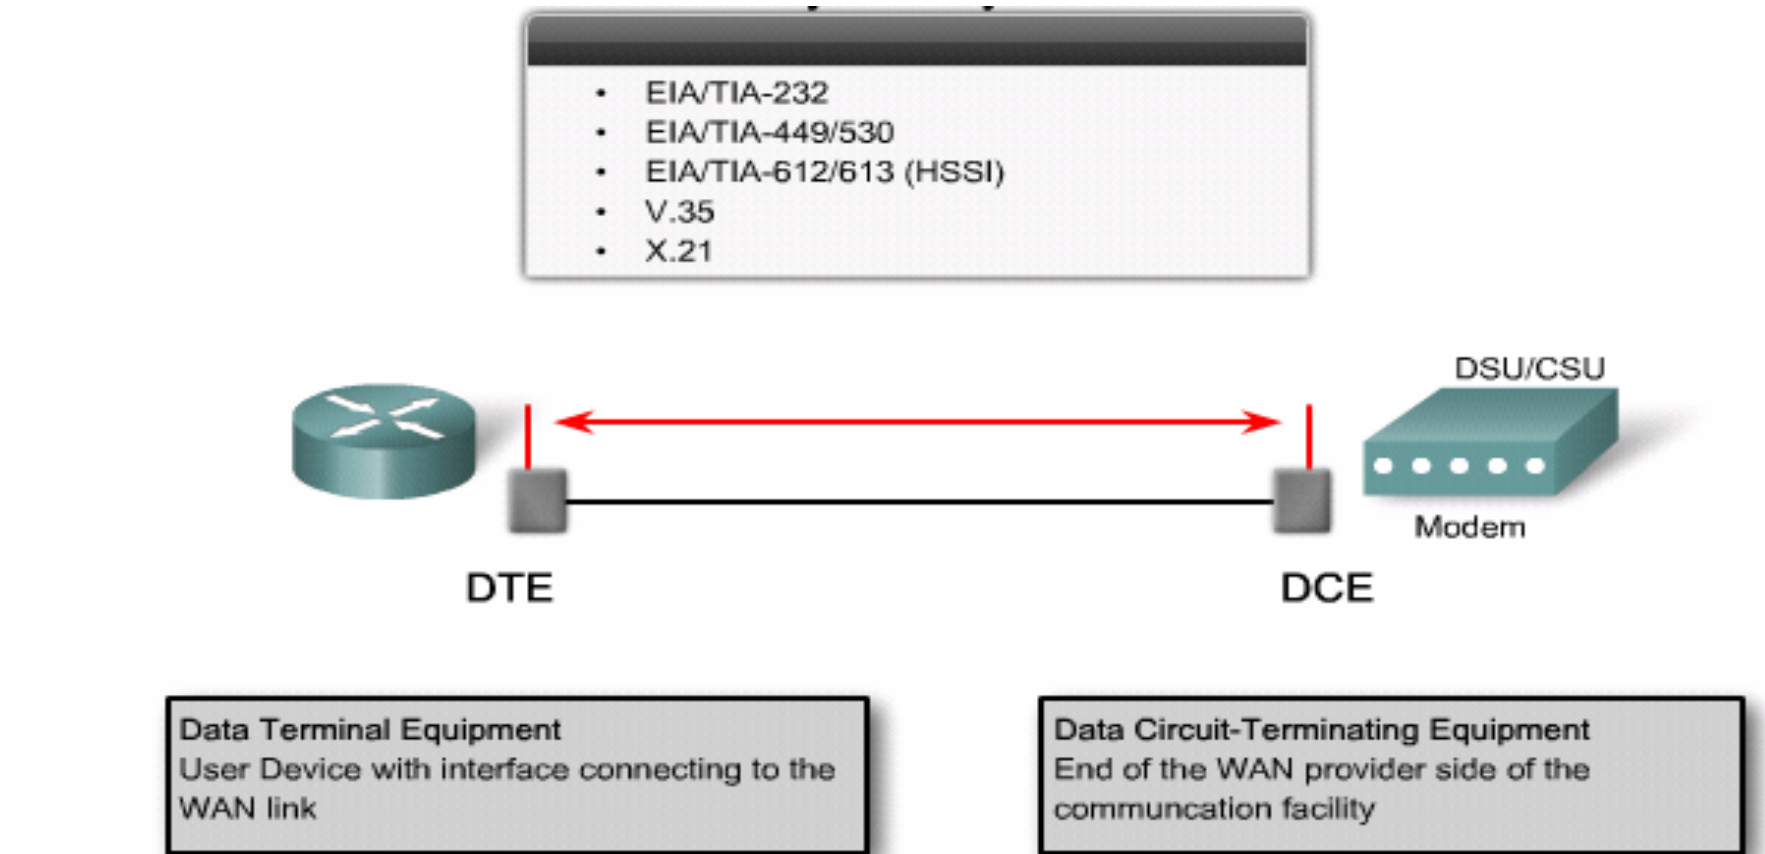 • EIA/TIA-232
• EIA/TIA-449/530
• EIA/TIA-612/613 (HSSI)
• V.35
• X.21
DSU/CSU
Modem
DTE
DCE
Data Terminal Equipment
User Device with interface connecting to the
WAN link
Data Circuit-Terminating Equipment
End of the WAN provider side of the
communcation facility